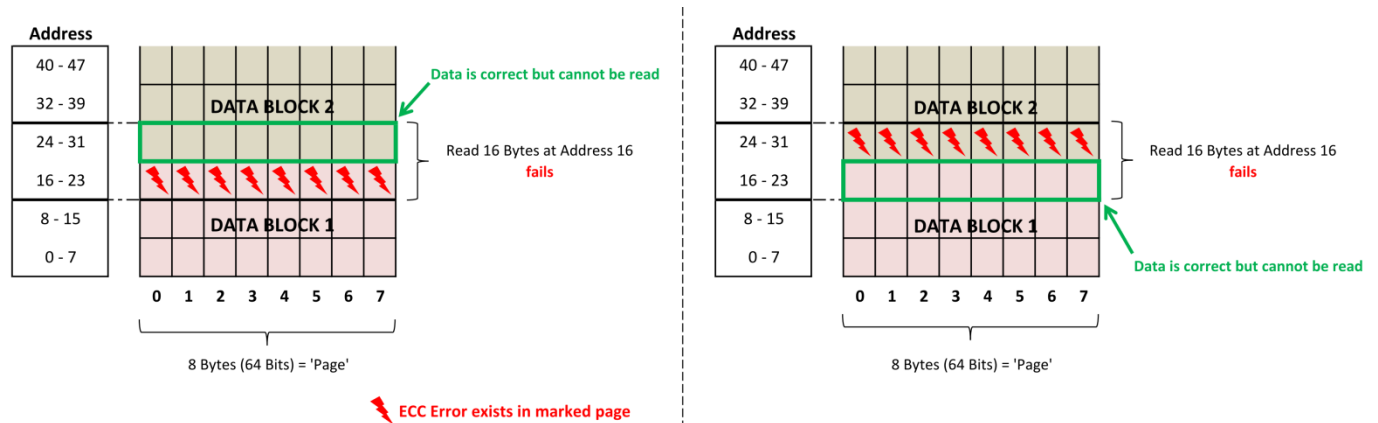 Address
40 - 47
32 - 39
24 - 31
16 - 23
8 - 15
0 - 7
DATA BLOCK 2
DATA BLOCK 1
0 1 2 3 4 5 6 7
8 Bytes (64 Bits) = 'Page'
Data is correct but cannot be read
Read 16 Bytes at Address 16
fails
ECC Error exists in marked page
Address
40 - 47
32 - 39
24 - 31
16 - 23
8 - 15
0 - 7
DATA BLOCK 2
DATA BLOCK 1
0 1 2 3 4 5 6 7
8 Bytes (64 Bits) = 'Page'
Read 16 Bytes at Address 16
fails
Data is correct but cannot be read